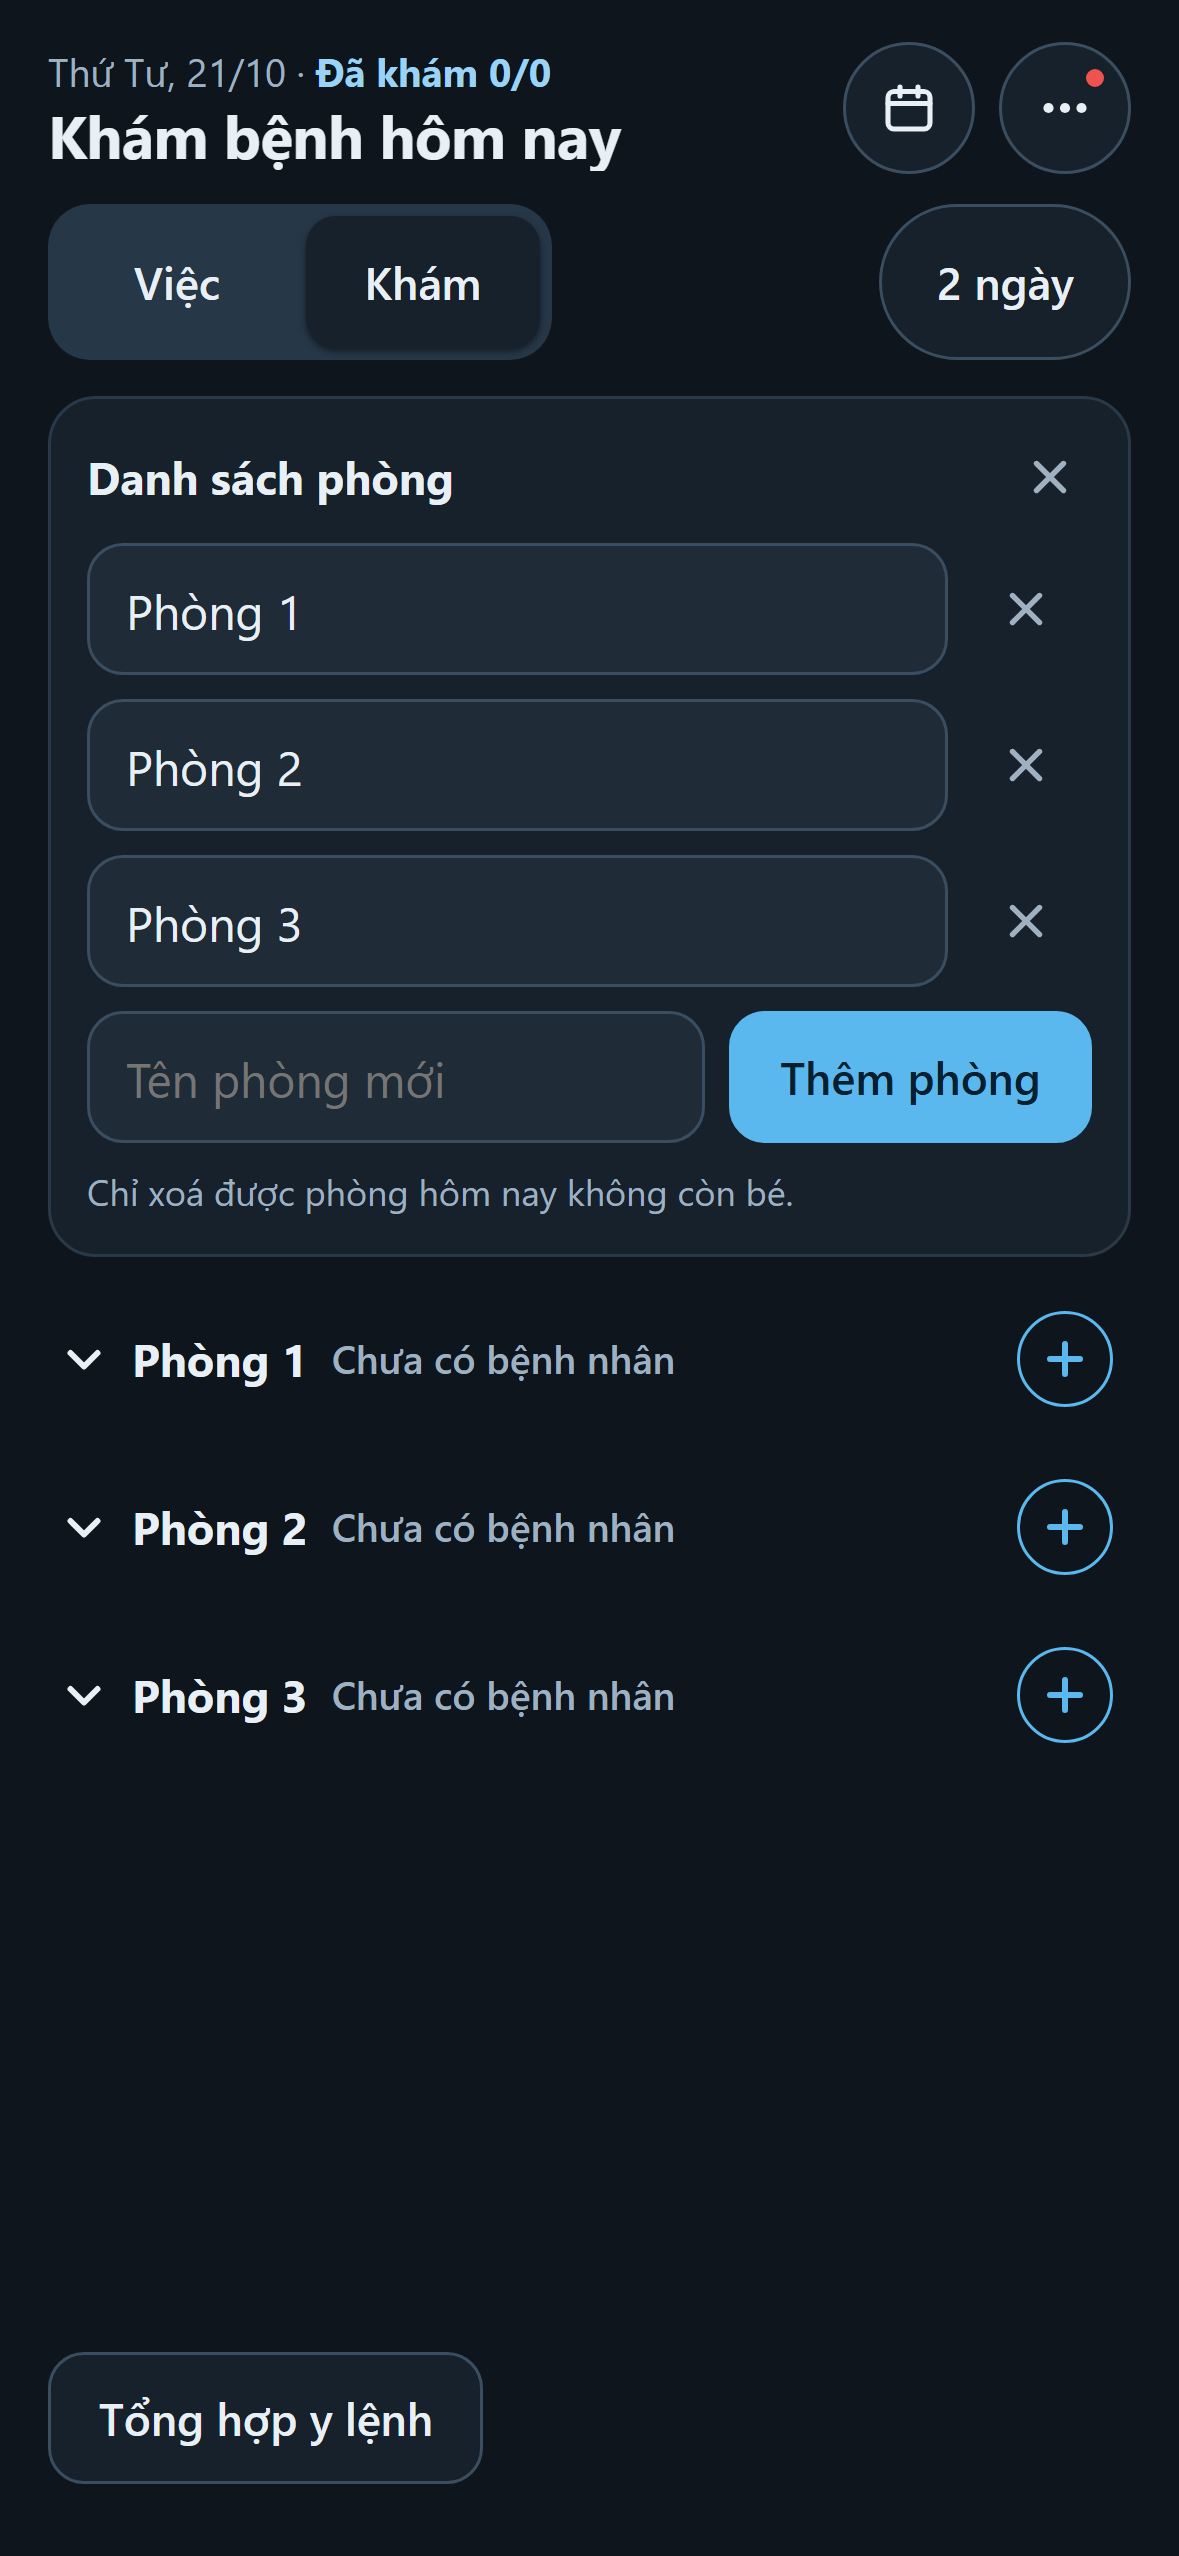 Thứ Tư, 21/10 · Đã khám 0/0
Khám bệnh hôm nay
Việc
Khám
2 ngày
Danh sách phòng
Phòng 1
Phòng 2
Phòng 3
Tên phòng mới
Thêm phòng
Chỉ xoá được phòng hôm nay không còn bé.
Phòng 1 Chưa có bệnh nhân
Phòng 2 Chưa có bệnh nhân
Phòng 3 Chưa có bệnh nhân
Tổng hợp y lệnh